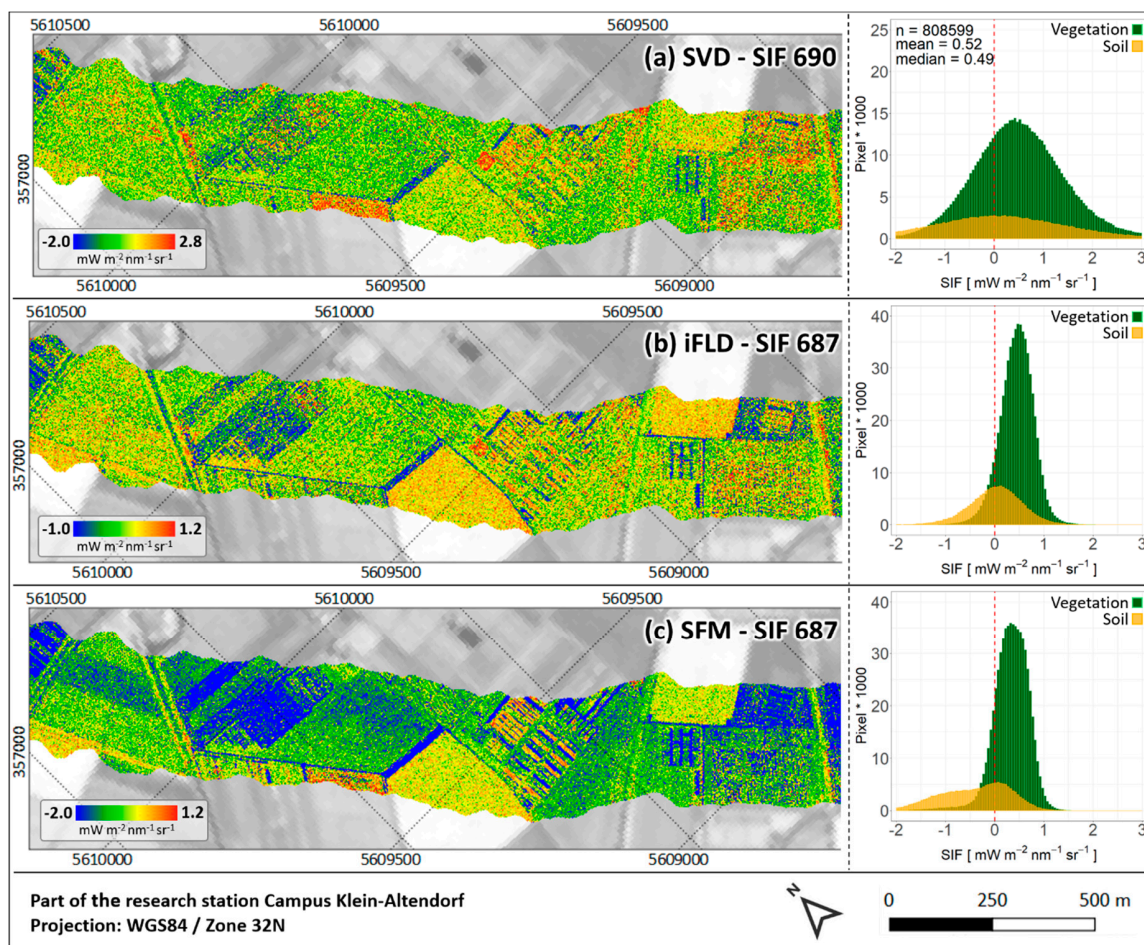 5610500
5610000
5609500
(a) SVD - SIF 690
357000
-2.0
2.8
mW m⁻² nm⁻¹ sr⁻¹
5610000
5609500
5609000
25
20
15
10
5
0
Pixel * 1000
n = 808599
mean = 0.52
median = 0.49
Vegetation
Soil
-2 -1 0 1 2 3
SIF [ mW m⁻² nm⁻¹ sr⁻¹ ]
5610500
5610000
5609500
(b) iFLD - SIF 687
357000
-1.0
1.2
mW m⁻² nm⁻¹ sr⁻¹
5610000
5609500
5609000
40
30
20
10
0
Pixel * 1000
Vegetation
Soil
-2 -1 0 1 2 3
SIF [ mW m⁻² nm⁻¹ sr⁻¹ ]
5610500
5610000
5609500
(c) SFM - SIF 687
357000
-2.0
1.2
mW m⁻² nm⁻¹ sr⁻¹
5610000
5609500
5609000
40
30
20
10
0
Pixel * 1000
Vegetation
Soil
-2 -1 0 1 2 3
SIF [ mW m⁻² nm⁻¹ sr⁻¹ ]
Part of the research station Campus Klein-Altendorf
Projection: WGS84 / Zone 32N
N
0 250 500 m